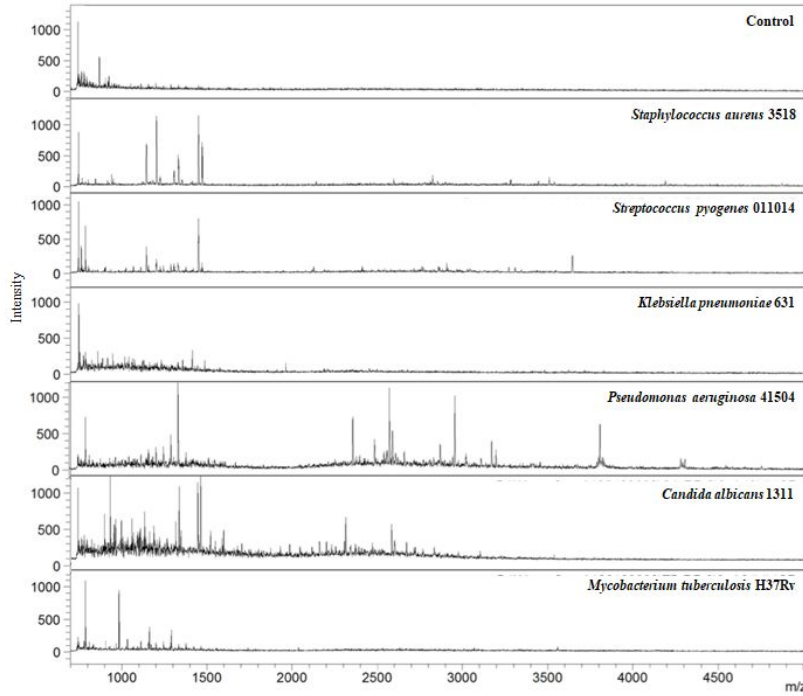 Control
1000
500
0
Staphylococcus aureus 3518
1000
500
0
Streptococcus pyogenes 011014
1000
500
0
Intensity
Klebsiella pneumoniae 631
1000
500
0
Pseudomonas aeruginosa 41504
1000
500
0
Candida albicans 1311
1000
500
0
Mycobacterium tuberculosis H37Rv
1000
500
0
1000 1500 2000 2500 3000 3500 4000 4500
m/z